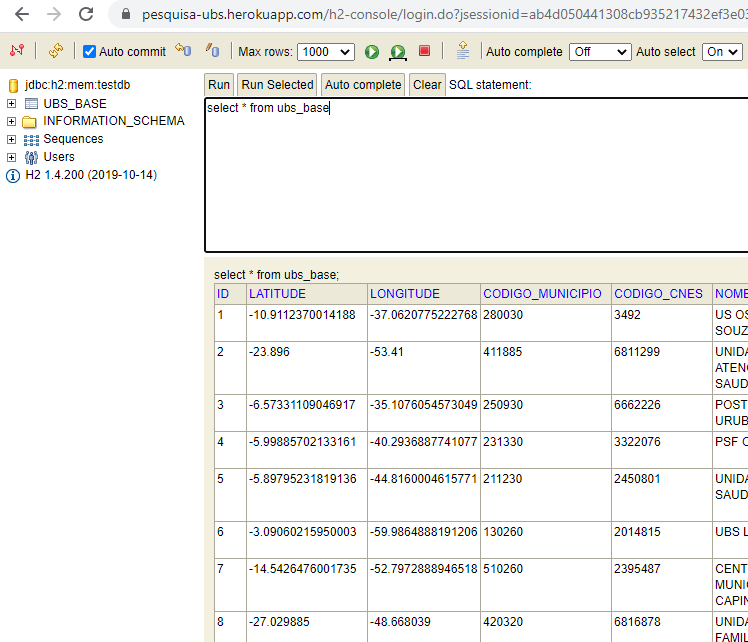 pesquisa-ubs.herokuapp.com/h2-console/login.do?jsessionid=ab4d050441308cb935217432ef3e03
Auto commit Max rows: 1000 Auto complete Off Auto select On
jdbc:h2:mem:testdb
UBS_BASE
INFORMATION_SCHEMA
Sequences
Users
H2 1.4.200 (2019-10-14)
Run Run Selected Auto complete Clear SQL statement:
select * from ubs_base
select * from ubs_base;
ID LATITUDE LONGITUDE CODIGO_MUNICIPIO CODIGO_CNES NOME
1 -10.9112370014188 -37.0620775222768 280030 3492 US OS
SOUZ
2 -23.896 -53.41 411885 6811299 UNIDA
ATENC
SAUD
3 -6.57331109046917 -35.1076054573049 250930 6662226 POST
URUB
4 -5.99885702133161 -40.2936887741077 231330 3322076 PSF C
5 -5.89795231819136 -44.8160004615771 211230 2450801 UNIDA
SAUD
6 -3.09060215950003 -59.9864888191206 130260 2014815 UBS L
7 -14.5426476001735 -52.7972888946518 510260 2395487 CENT
MUNIC
CAPIN
8 -27.029885 -48.668039 420320 6816878 UNIDA
FAMIL